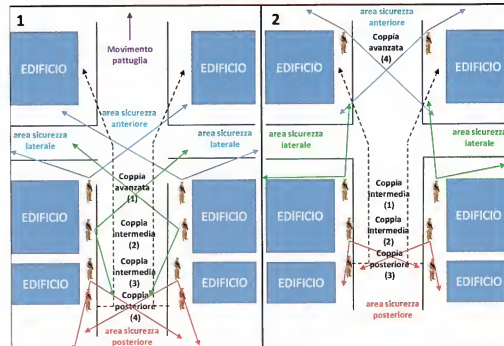 1
Movimento
pattuglia
EDIFICIO
EDIFICIO
area sicurezza
anteriore
area sicurezza
laterale
area sicurezza
laterale
Coppia
avanzata
(1)
EDIFICIO
EDIFICIO
Coppia
intermedia
(2)
Coppia
intermedia
(3)
EDIFICIO
EDIFICIO
Coppia
posteriore
(4)
area sicurezza
posteriore
2
area sicurezza
anteriore
Coppia
avanzata
(4)
EDIFICIO
EDIFICIO
area sicurezza
laterale
area sicurezza
laterale
Coppia
intermedia
(1)
EDIFICIO
EDIFICIO
Coppia
intermedia
(2)
Coppia
posteriore
(3)
EDIFICIO
EDIFICIO
area sicurezza
posteriore